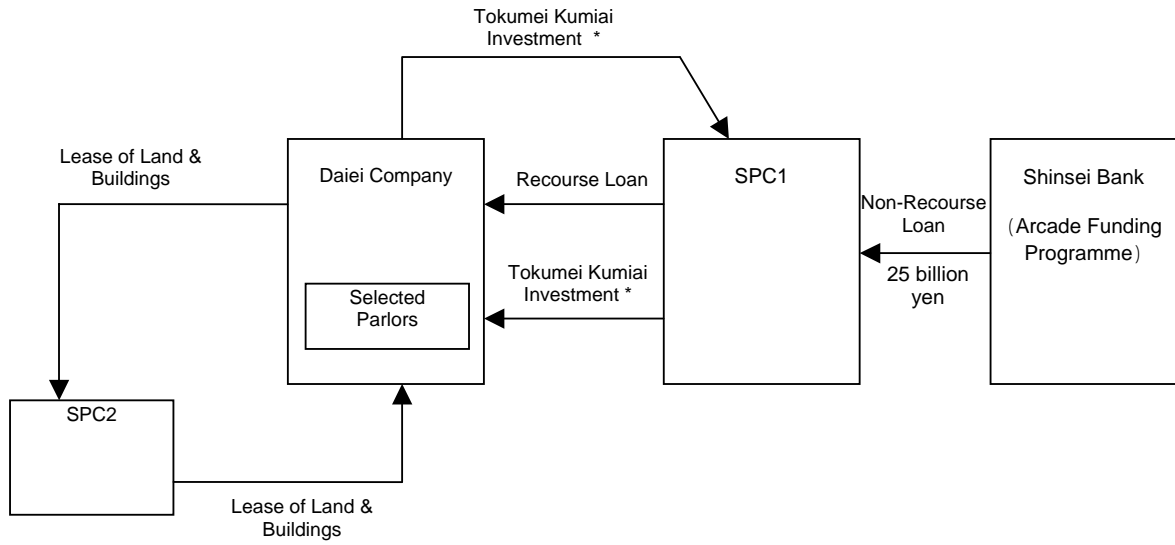 Tokumei Kumiai
Investment *
Lease of Land &
Buildings
Daiei Company
Recourse Loan
SPC1
Non-Recourse
Loan
25 billion
yen
Shinsei Bank
(Arcade Funding
Programme)
Tokumei Kumiai
Investment *
Selected
Parlors
SPC2
Lease of Land &
Buildings